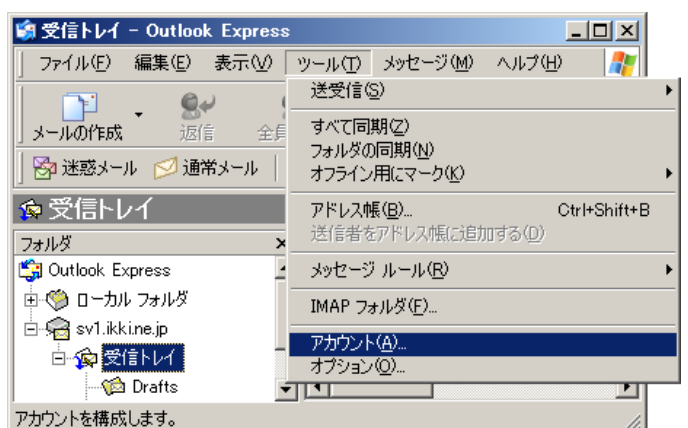 受信トレイ - Outlook Express
ファイル(F) 編集(E) 表示(V) ツール(T) メッセージ(M) ヘルプ(H)
メールの作成 返信
迷惑メール 通常メール
受信トレイ
フォルダ
Outlook Express
ローカル フォルダ
sv1.ikki.ne.jp
受信トレイ
Drafts
送受信(S)
すべて同期(Z)
フォルダの同期(N)
オフライン用にマーク(K)
アドレス帳(B)... Ctrl+Shift+B
送信者をアドレス帳に追加する(D)
メッセージ ルール(R)
IMAP フォルダ(F)...
アカウント(A)...
オプション(O)...
アカウントを構成します。